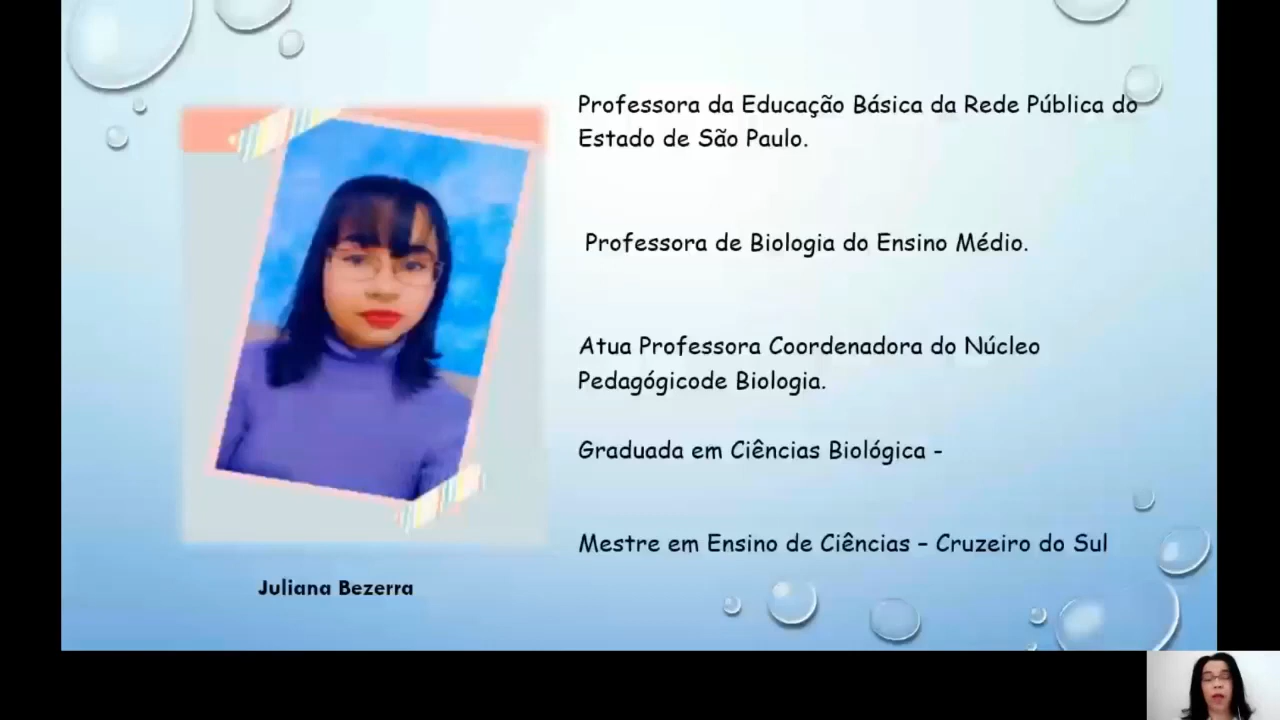 Professora da Educação Básica da Rede Pública do
Estado de São Paulo.
Professora de Biologia do Ensino Médio.
Atua Professora Coordenadora do Núcleo
Pedagógicode Biologia.
Graduada em Ciências Biológica -
Mestre em Ensino de Ciências – Cruzeiro do Sul
Juliana Bezerra